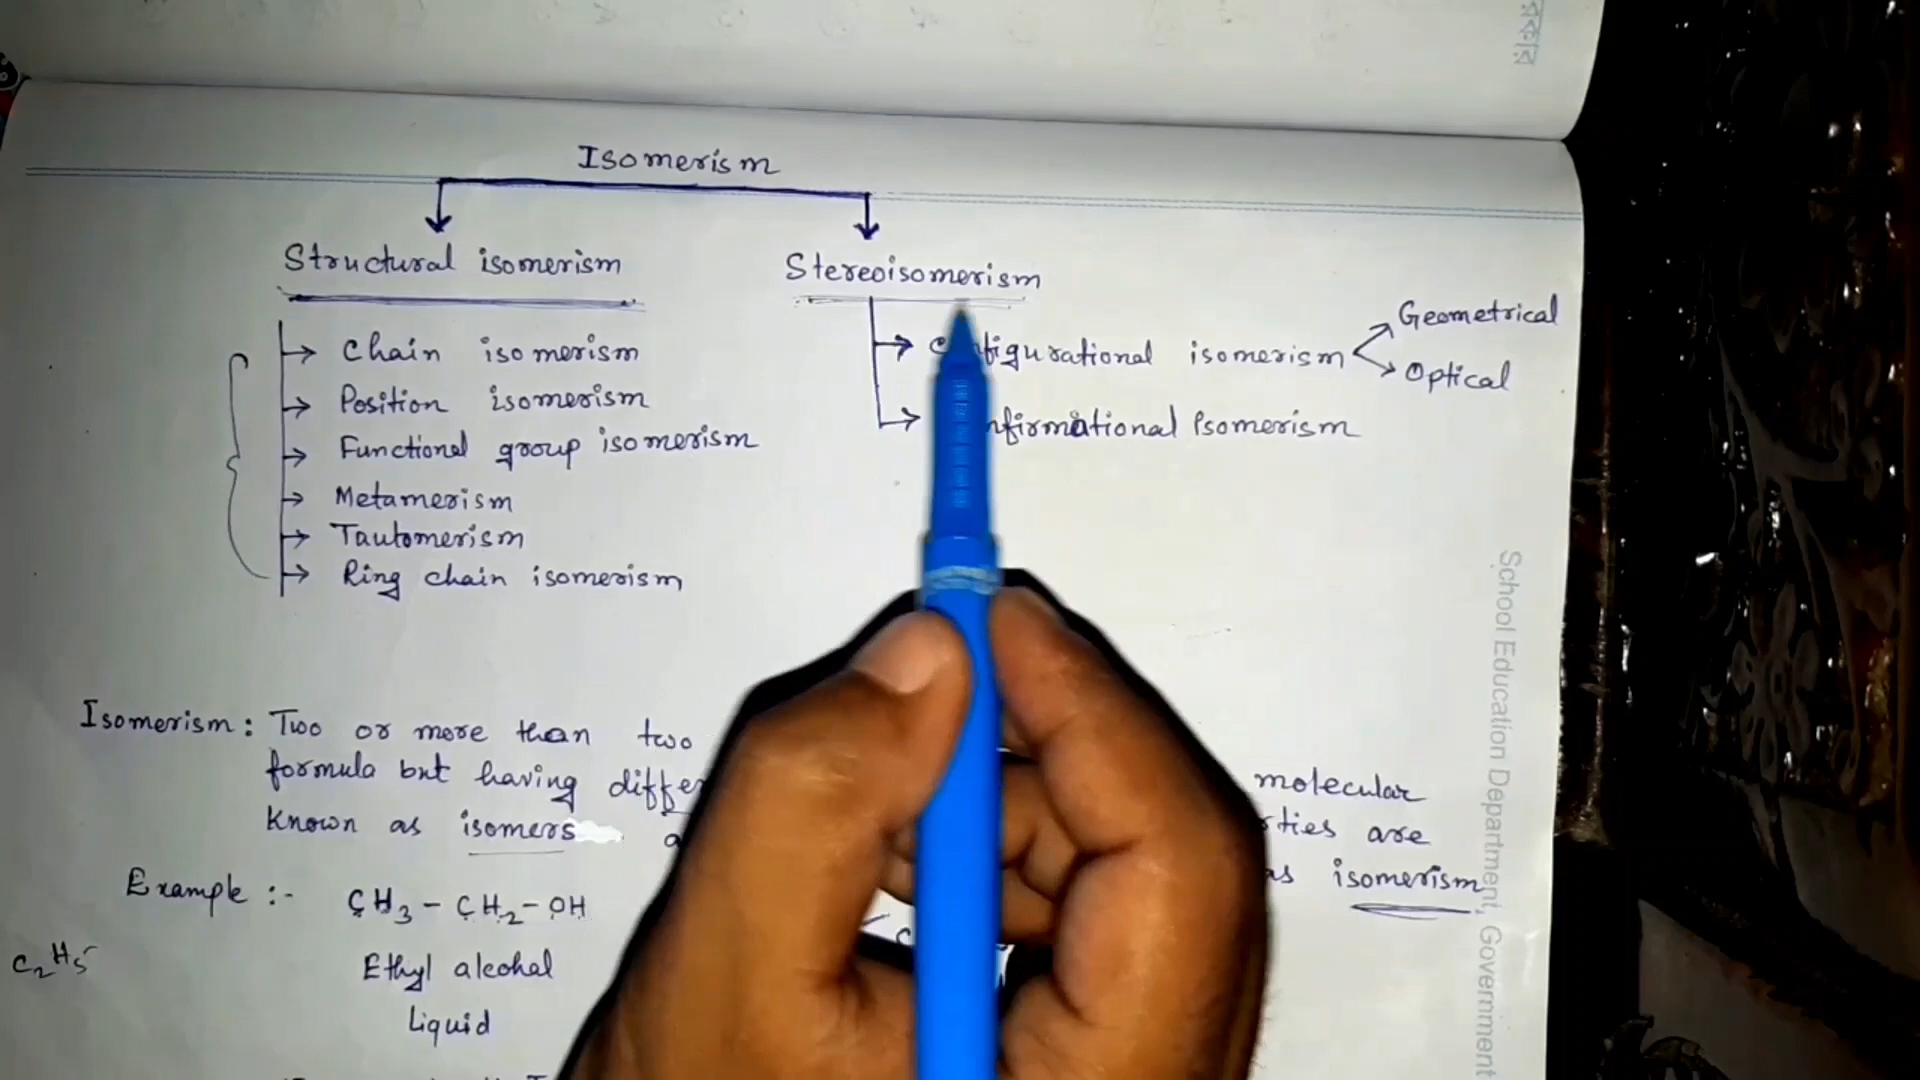 Isomerism
Structural isomerism
Chain isomerism
Position isomerism
Functional group isomerism
Metamerism
Tautomerism
Ring chain isomerism
Stereoisomerism
isomerism
Geometrical
Optical
Isomerism
Isomerism: Two or more than two
formula but having molecular
known as isomers are
as isomerism
Example :- CH3 - CH2 - OH
C2H5
Ethyl alcohal
Liquid
School Education Department, Government